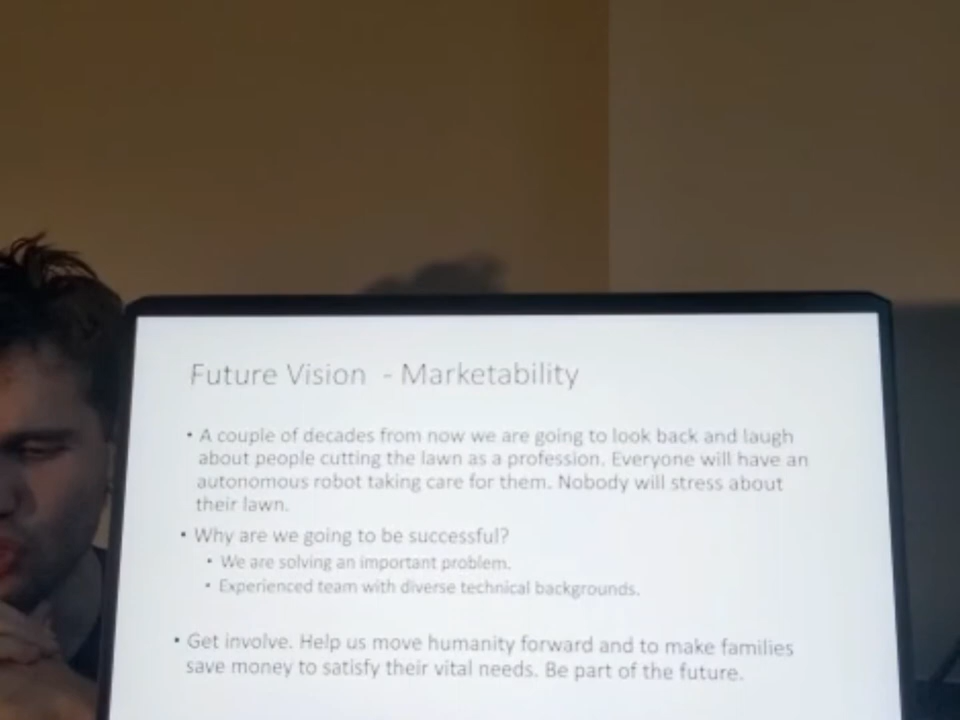 Future Vision - Marketability
• A couple of decades from now we are going to look back and laugh
about people cutting the lawn as a profession. Everyone will have an
autonomous robot taking care for them. Nobody will stress about
their lawn.
• Why are we going to be successful?
• We are solving an important problem.
• Experienced team with diverse technical backgrounds.
• Get involve. Help us move humanity forward and to make families
save money to satisfy their vital needs. Be part of the future.